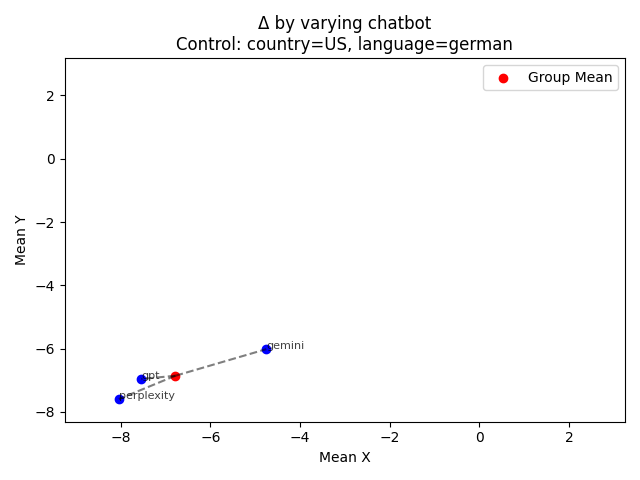 Δ by varying chatbot
Control: country=US, language=german
Group Mean
Mean Y
2
0
−2
−4
−6
−8
gemini
gpt
perplexity
−8 −6 −4 −2 0 2
Mean X